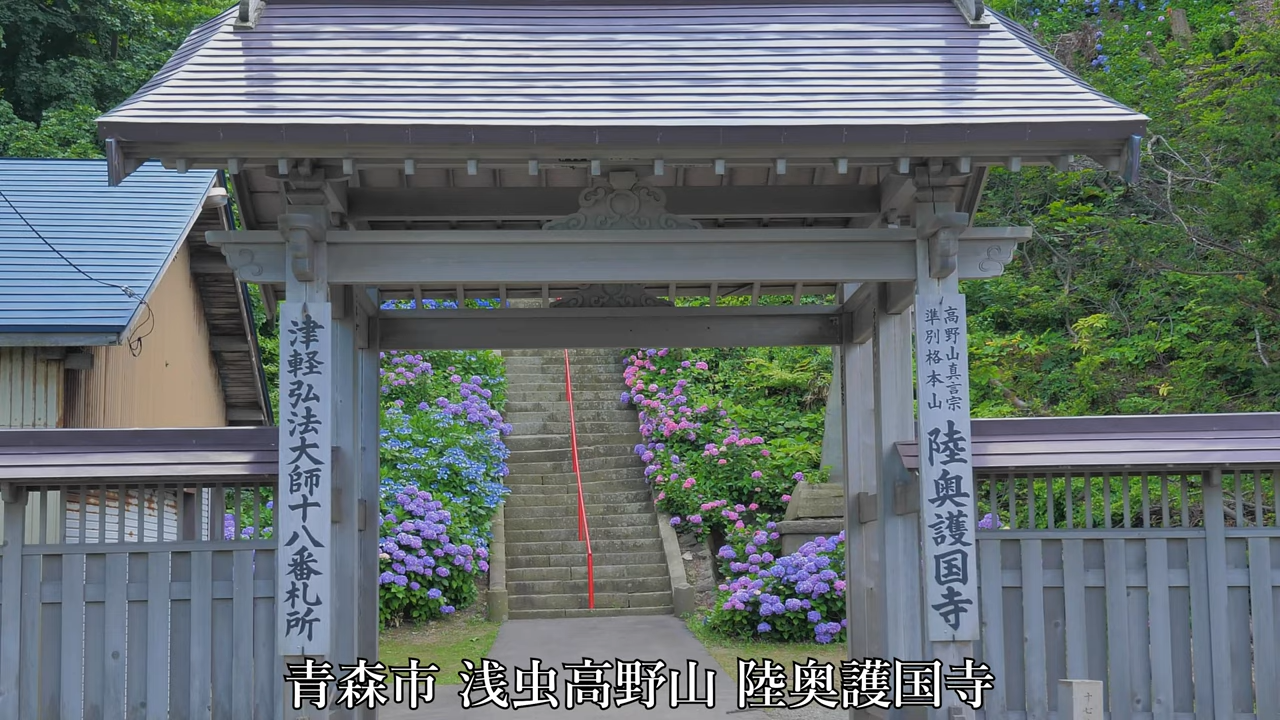 高野山真言宗
準別格本山
陸奥護国寺
津軽弘法大師十八番札所
十七
青森市 浅虫高野山 陸奥護国寺